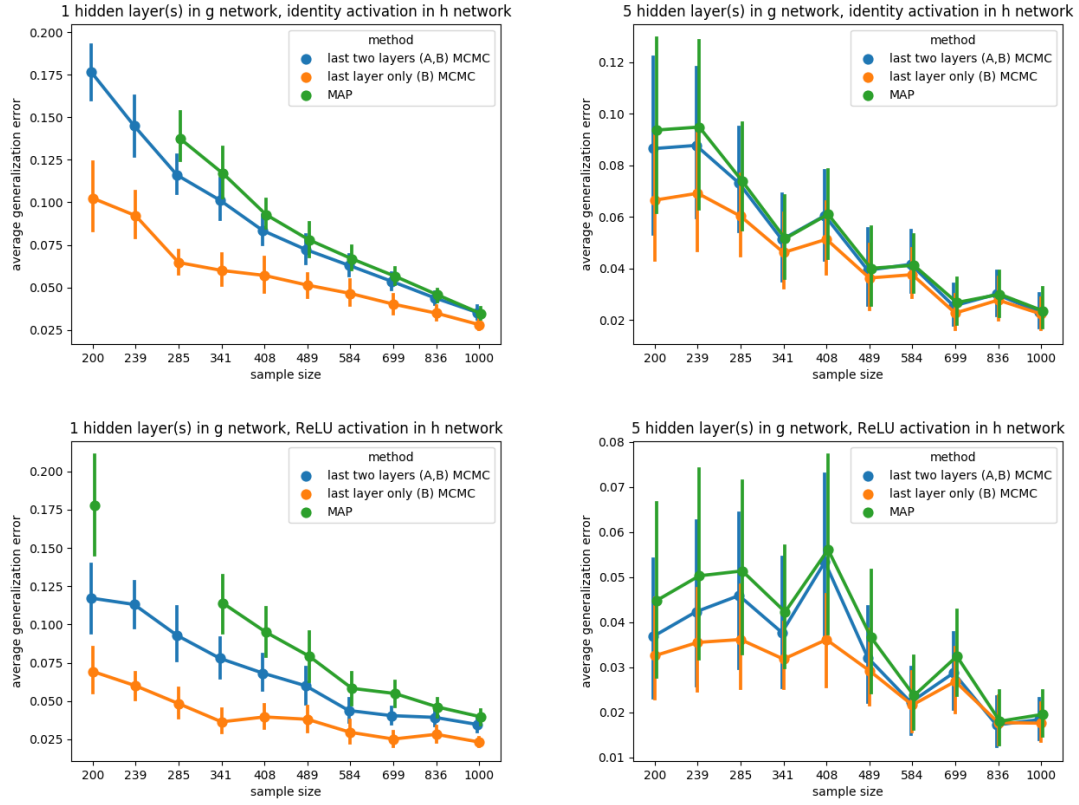 1 hidden layer(s) in g network, identity activation in h network
average generalization error
0.200
0.175
0.150
0.125
0.100
0.075
0.050
0.025
method
last two layers (A,B) MCMC
last layer only (B) MCMC
MAP
200 239 285 341 408 489 584 699 836 1000
sample size
5 hidden layer(s) in g network, identity activation in h network
average generalization error
0.12
0.10
0.08
0.06
0.04
0.02
method
last two layers (A,B) MCMC
last layer only (B) MCMC
MAP
200 239 285 341 408 489 584 699 836 1000
sample size
1 hidden layer(s) in g network, ReLU activation in h network
average generalization error
0.200
0.175
0.150
0.125
0.100
0.075
0.050
0.025
method
last two layers (A,B) MCMC
last layer only (B) MCMC
MAP
200 239 285 341 408 489 584 699 836 1000
sample size
5 hidden layer(s) in g network, ReLU activation in h network
average generalization error
0.08
0.07
0.06
0.05
0.04
0.03
0.02
0.01
method
last two layers (A,B) MCMC
last layer only (B) MCMC
MAP
200 239 285 341 408 489 584 699 836 1000
sample size